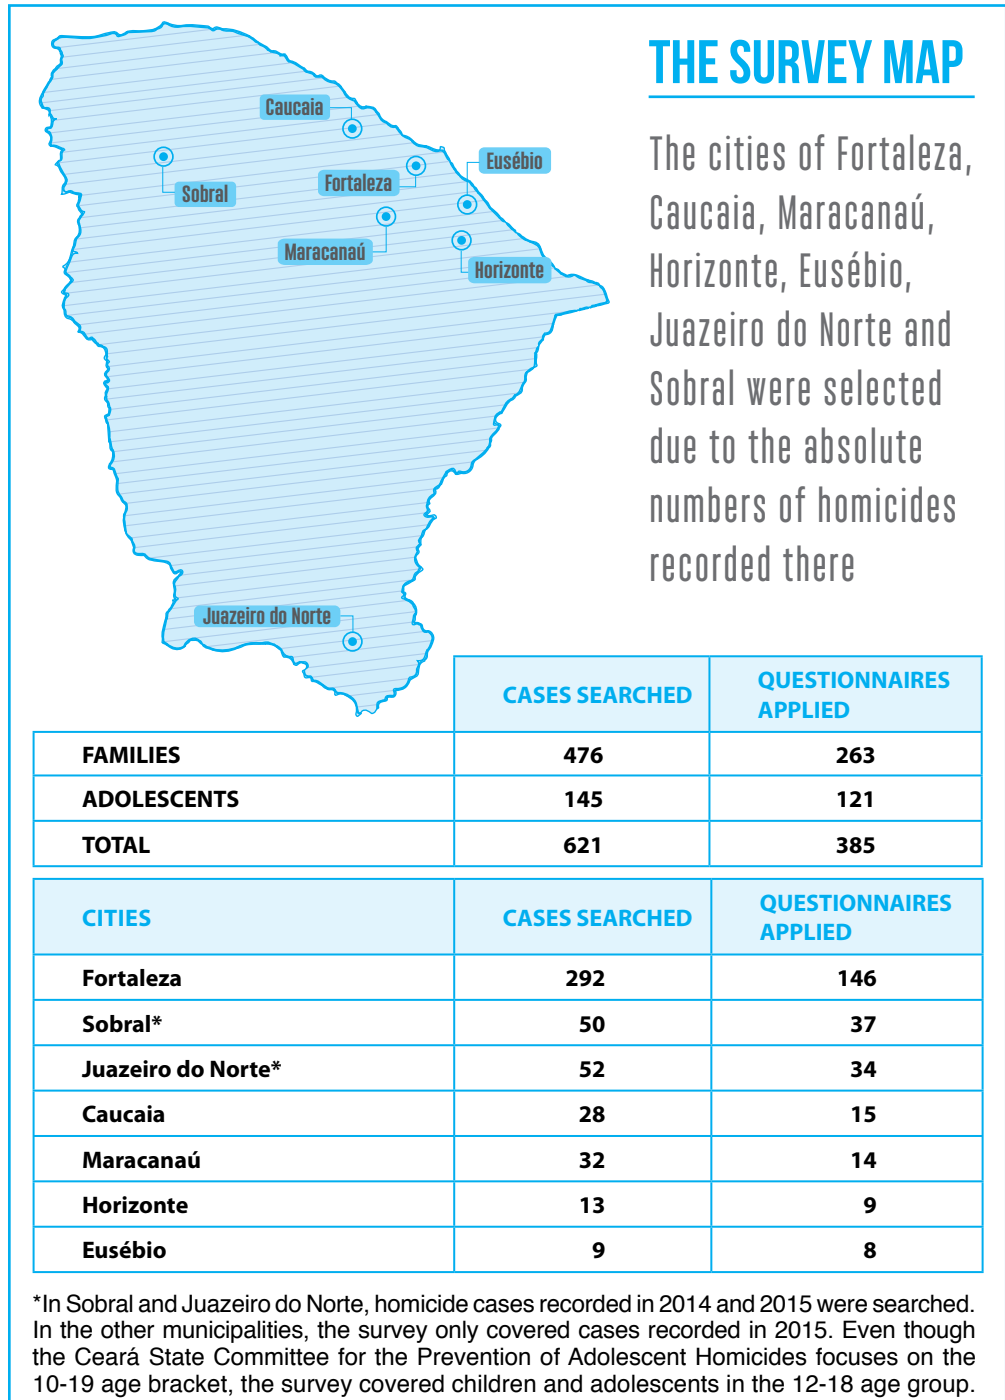 THE SURVEY MAP
The cities of Fortaleza,
Caucaia, Maracanaú,
Horizonte, Eusébio,
Juazeiro do Norte and
Sobral were selected
due to the absolute
numbers of homicides
recorded there
Caucaia
Sobral
Fortaleza
Eusébio
Maracanaú
Horizonte
Juazeiro do Norte
CASES SEARCHED QUESTIONNAIRES
APPLIED
FAMILIES 476 263
ADOLESCENTS 145 121
TOTAL 621 385
CITIES CASES SEARCHED QUESTIONNAIRES
APPLIED
Fortaleza 292 146
Sobral* 50 37
Juazeiro do Norte* 52 34
Caucaia 28 15
Maracanaú 32 14
Horizonte 13 9
Eusébio 9 8
*In Sobral and Juazeiro do Norte, homicide cases recorded in 2014 and 2015 were searched.
In the other municipalities, the survey only covered cases recorded in 2015. Even though
the Ceará State Committee for the Prevention of Adolescent Homicides focuses on the
10-19 age bracket, the survey covered children and adolescents in the 12-18 age group.